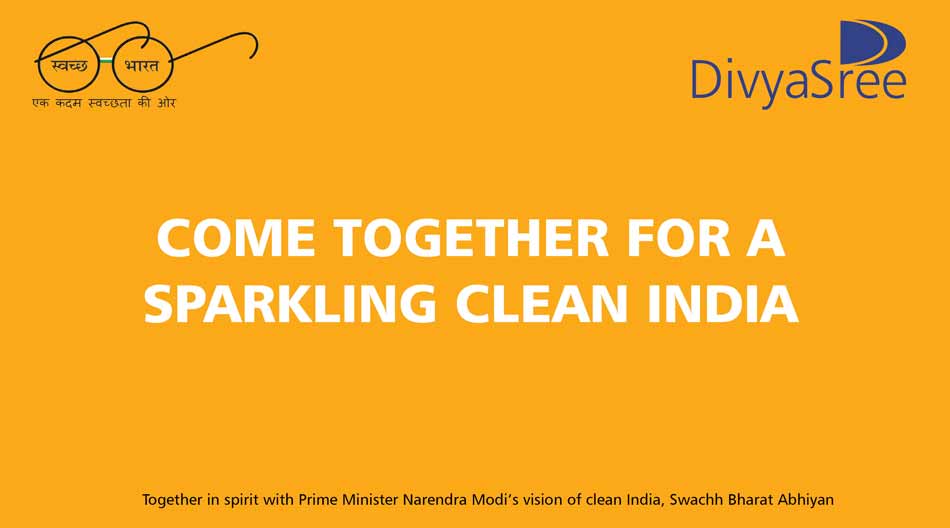 स्वच्छ भारत
एक कदम स्वच्छता की ओर
DivyaSree
COME TOGETHER FOR A
SPARKLING CLEAN INDIA
Together in spirit with Prime Minister Narendra Modi’s vision of clean India, Swachh Bharat Abhiyan